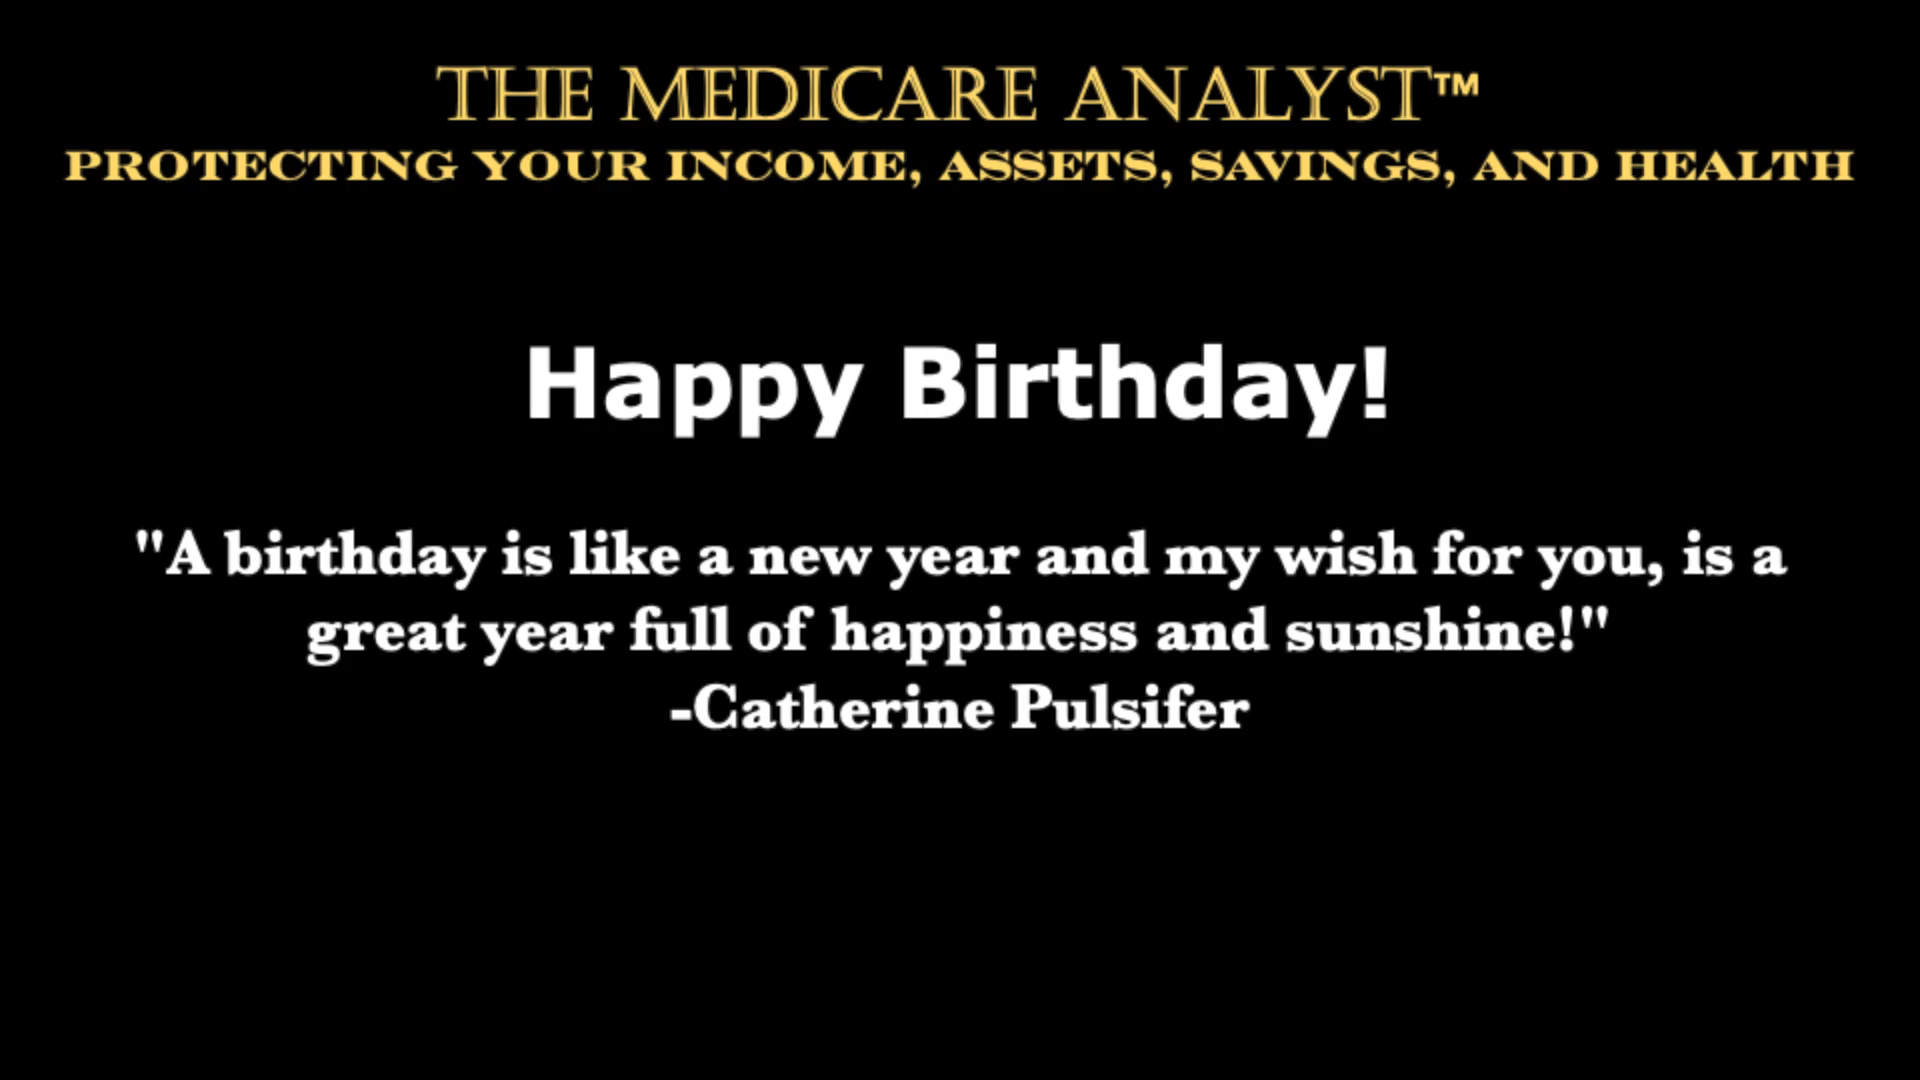 THE MEDICARE ANALYST™
PROTECTING YOUR INCOME, ASSETS, SAVINGS, AND HEALTH
Happy Birthday!
"A birthday is like a new year and my wish for you, is a
great year full of happiness and sunshine!"
-Catherine Pulsifer